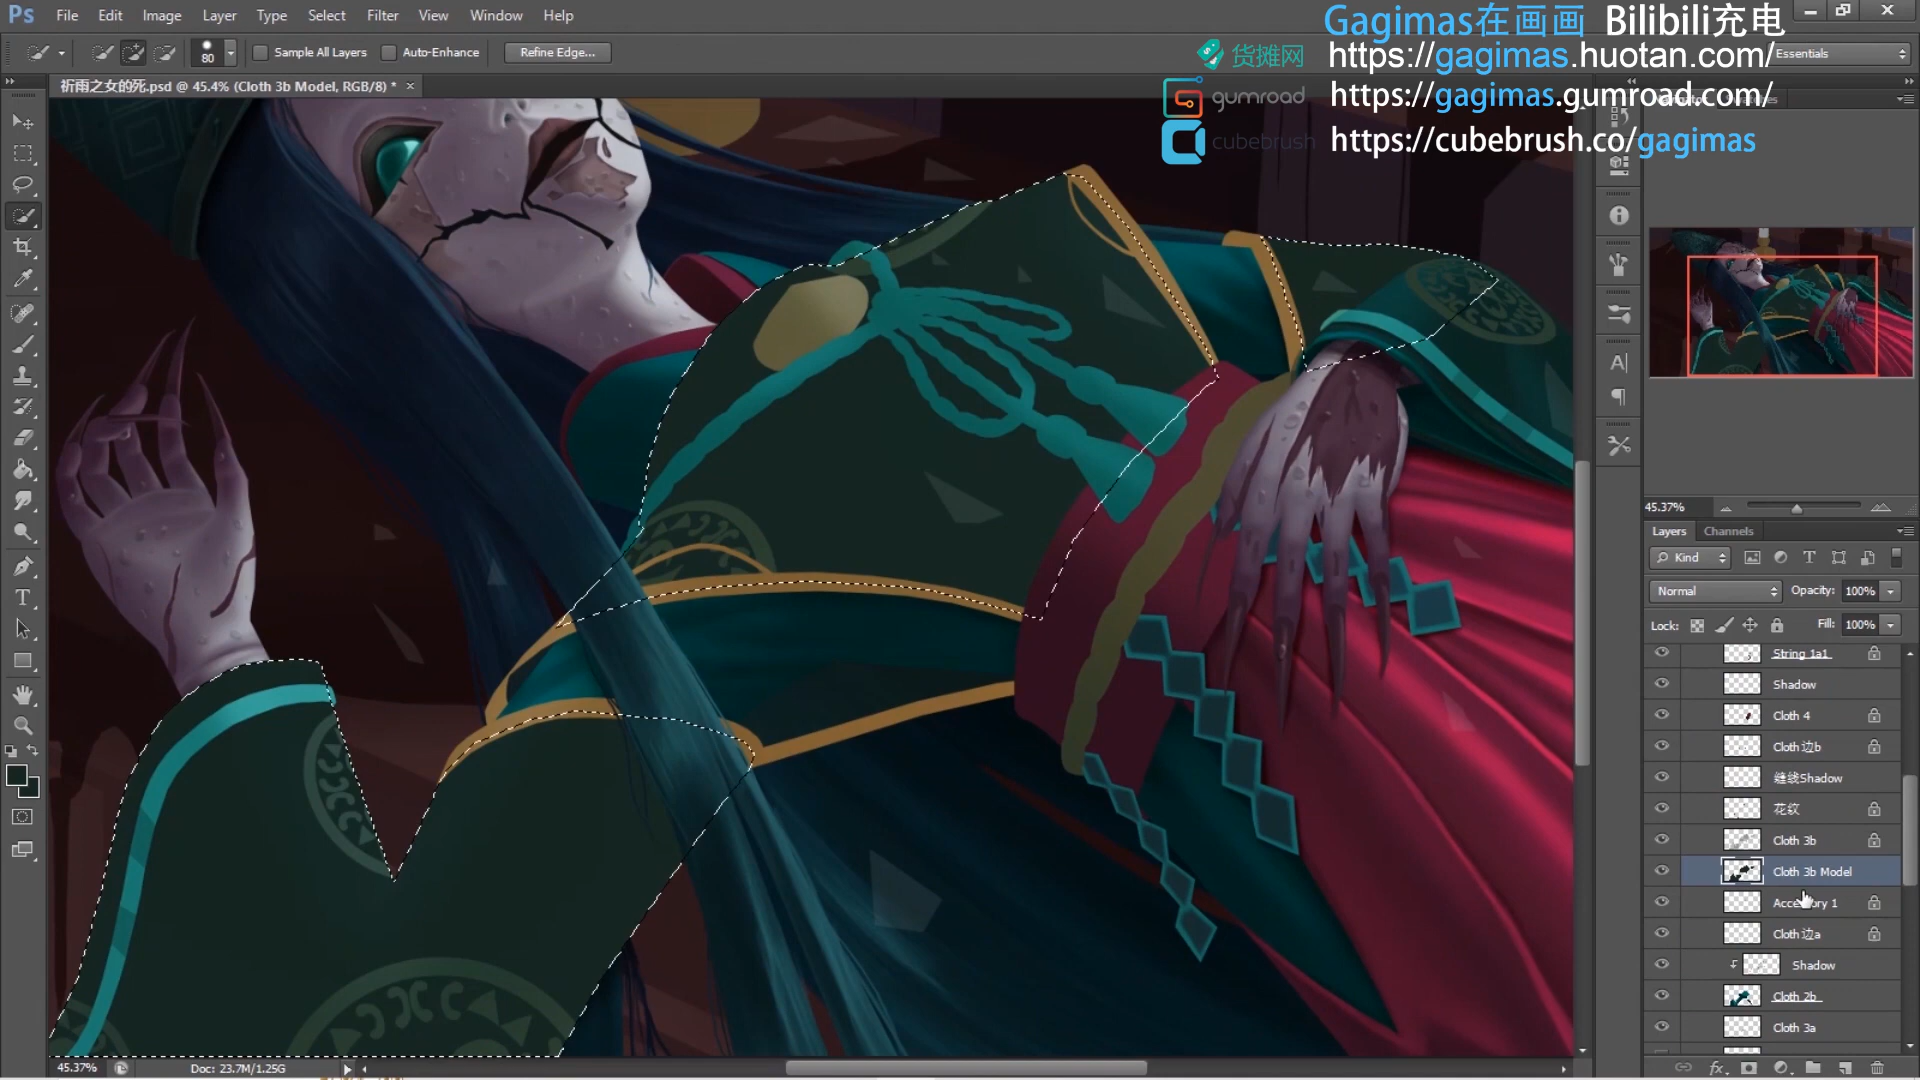 Ps File Edit Image Layer Type Select Filter View Window Help
Gagimas在画画 Bilibili充电
80 Sample All Layers Auto-Enhance Refine Edge...
货摊网 https://gagimas.huotan.com/
Essentials
祈雨之女的死.psd @ 45.4% (Cloth 3b Model, RGB/8) * ×
gumroad https://gagimas.gumroad.com/
cubebrush https://cubebrush.co/gagimas
45.37%
Layers Channels
Kind
Normal Opacity: 100%
Lock: Fill: 100%
String 1a1
Shadow
Cloth 4
Cloth 边b
缝线Shadow
花纹
Cloth 3b
Cloth 3b Model
Accessory 1
Cloth 边a
Shadow
Cloth 2b
Cloth 3a
45.37% Doc: 23.7M/1.25G